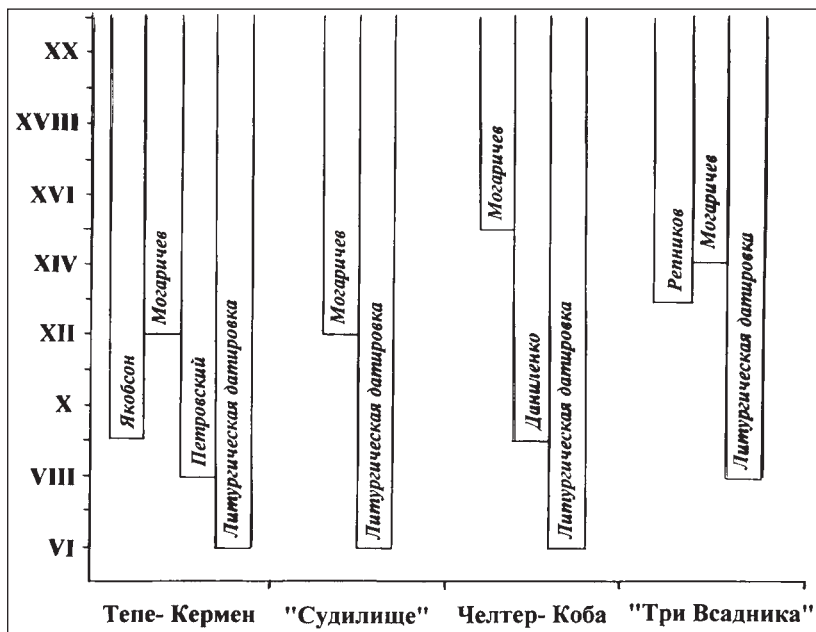 XX
XVIII
XVI
XIV
XII
X
VIII
VI
Якобсон
Могаричев
Петровский
Литургическая датировка
Могаричев
Литургическая датировка
Могаричев
Даниленко
Литургическая датировка
Репников
Могаричев
Литургическая датировка
Тепе- Кермен
"Судилище"
Челтер- Коба
"Три Всадника"